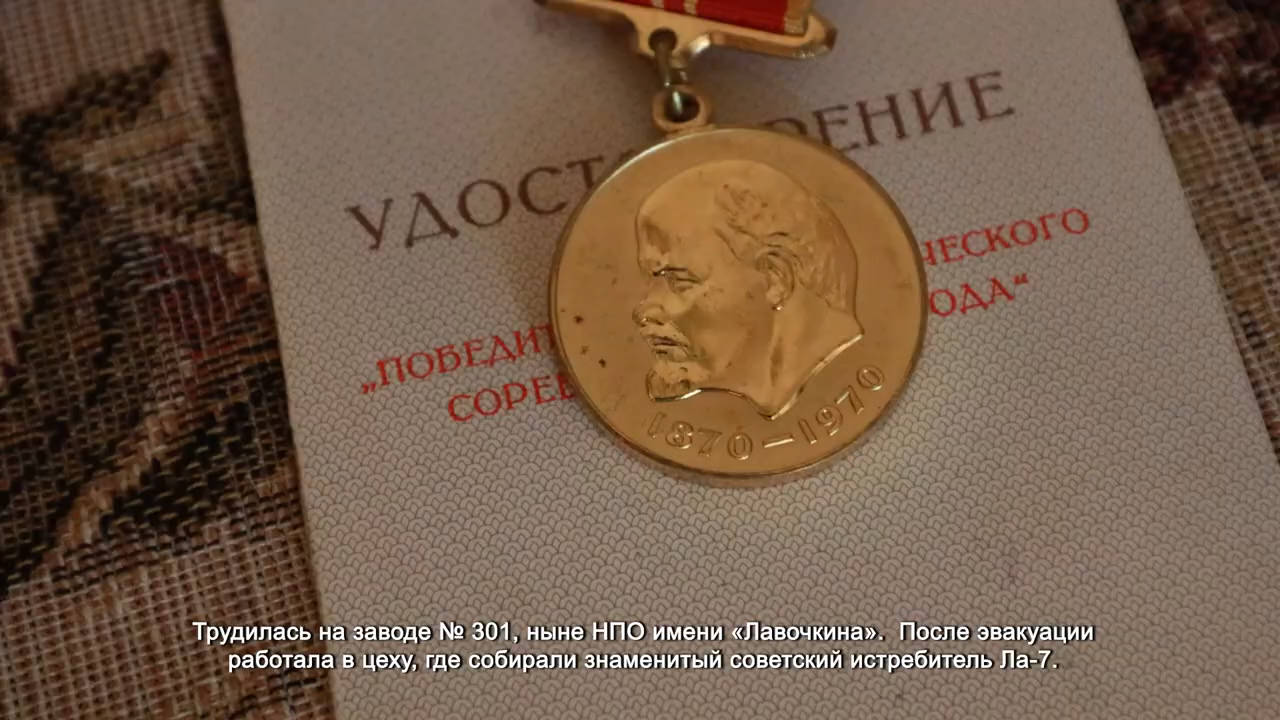 УДОСТ РЕНИЕ
ЧЕСКОГО
„ПОБЕДИТ ОДА“
СОРЕВ
1870–1970
Трудилась на заводе № 301, ныне НПО имени «Лавочкина». После эвакуации
работала в цеху, где собирали знаменитый советский истребитель Ла-7.